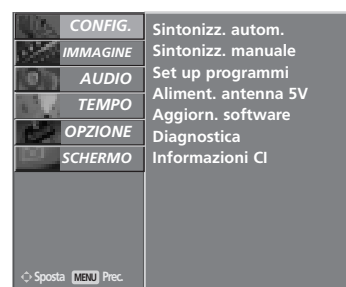 CONFIG.
IMMAGINE
AUDIO
TEMPO
OPZIONE
SCHERMO
Sintonizz. autom.
Sintonizz. manuale
Set up programmi
Aliment. antenna 5V
Aggiorn. software
Diagnostica
Informazioni CI
Sposta MENU Prec.